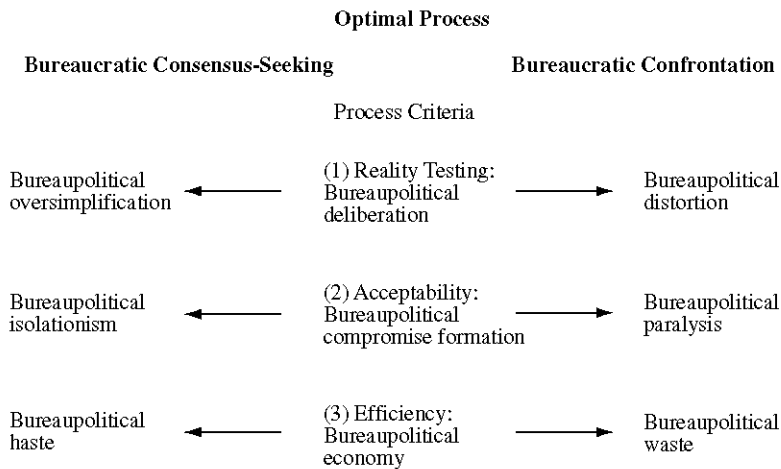 Optimal Process
Bureaucratic Consensus-Seeking
Bureaucratic Confrontation
Process Criteria
Bureaupolitical
oversimplification
(1) Reality Testing:
Bureaupolitical
deliberation
Bureaupolitical
distortion
Bureaupolitical
isolationism
(2) Acceptability:
Bureaupolitical
compromise formation
Bureaupolitical
paralysis
Bureaupolitical
haste
(3) Efficiency:
Bureaupolitical
economy
Bureaupolitical
waste